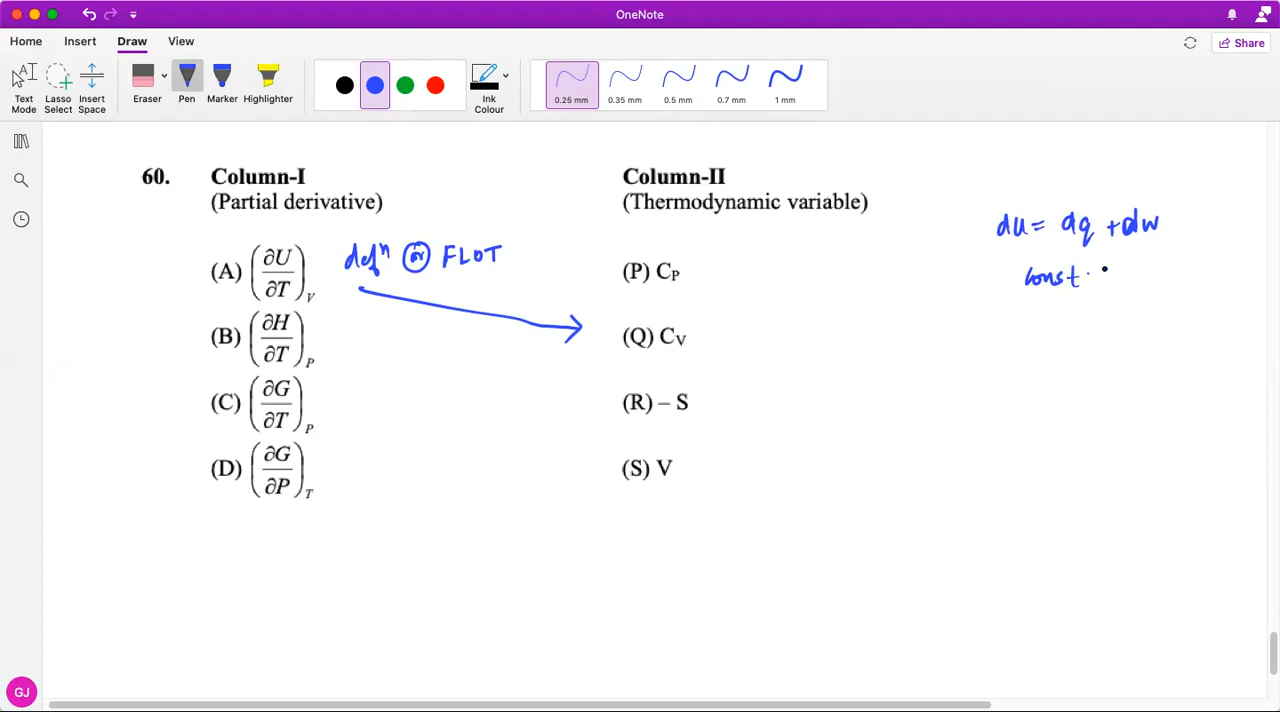 OneNote
Home Insert Draw View
Share
Text Mode
Lasso Select
Insert Space
Eraser
Pen
Marker
Highlighter
Ink Colour
0.25 mm
0.35 mm
0.5 mm
0.7 mm
1 mm
60. Column-I Column-II
(Partial derivative) (Thermodynamic variable)
du = dq + dw
defⁿ or FLOT
(A) (∂U/∂T)V (P) CP
const.
(B) (∂H/∂T)P (Q) CV
(C) (∂G/∂T)P (R) – S
(D) (∂G/∂P)T (S) V
GJ